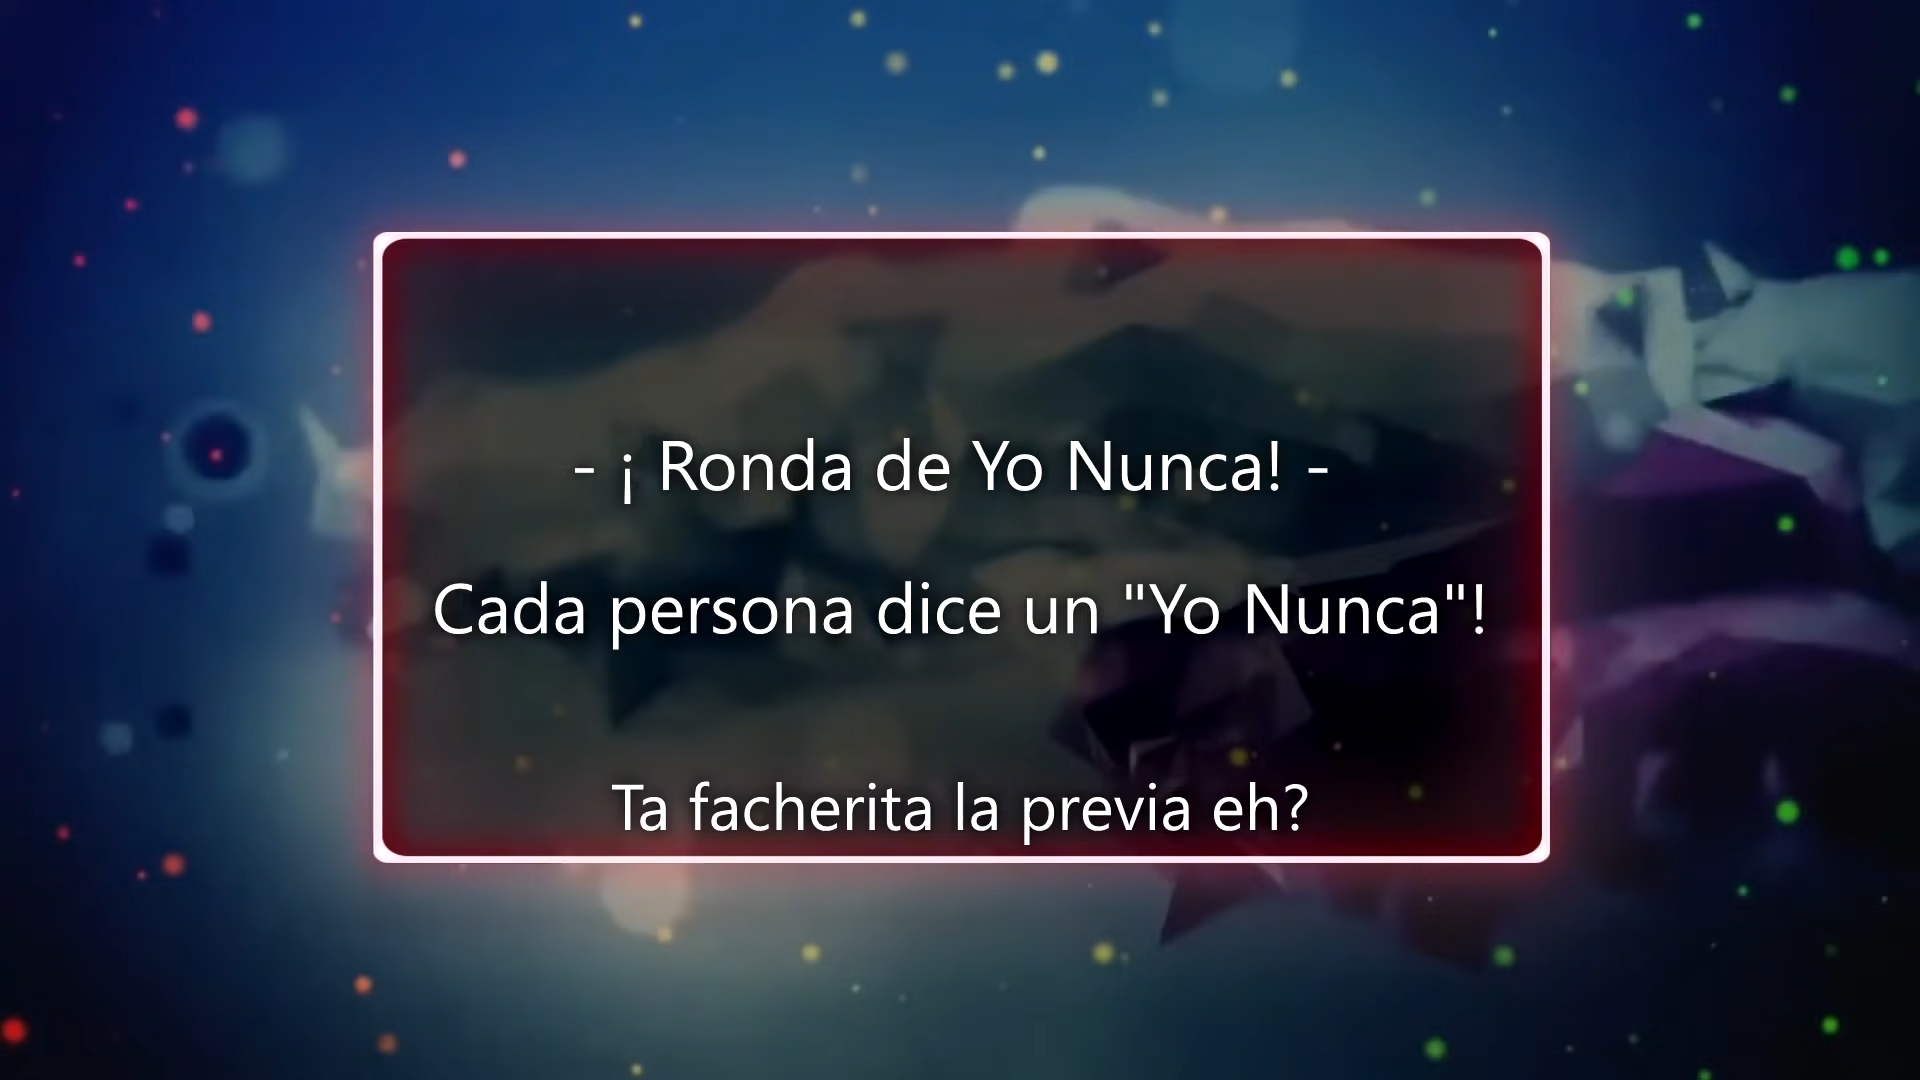 - ¡ Ronda de Yo Nunca! -
Cada persona dice un "Yo Nunca"!
Ta facherita la previa eh?